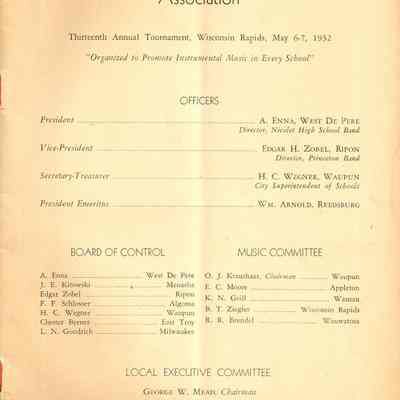 Association
Thirteenth Annual Tournament, Wisconsin Rapids, May 6-7, 1932
"Organized to Promote Instrumental Music in Every School"
OFFICERS
President A. Enna, West De Pere
Director, Nicolet High School Band
Vice-President Edgar H. Zobel, Ripon
Director, Princeton Band
Secretary-Treasurer H. C. Wegner, Waupun
City Superintendent of Schools
President Emeritus Wm. Arnold, Reedsburg
BOARD OF CONTROL
A. Enna West De Pere
J. E. Kitowski Menasha
Edgar Zobel Ripon
F. F. Schlosser Algoma
H. C. Wegner Waupun
Chester Byrnes East Troy
L. N. Goodrich Milwaukee
MUSIC COMMITTEE
O. J. Kraushaar, Chairman Waupun
E. C. Moore Appleton
K. N. Grill Wausau
B. T. Ziegler Wisconsin Rapids
R. R. Brendel Wauwatosa
LOCAL EXECUTIVE COMMITTEE
George W. Mead, Chairman